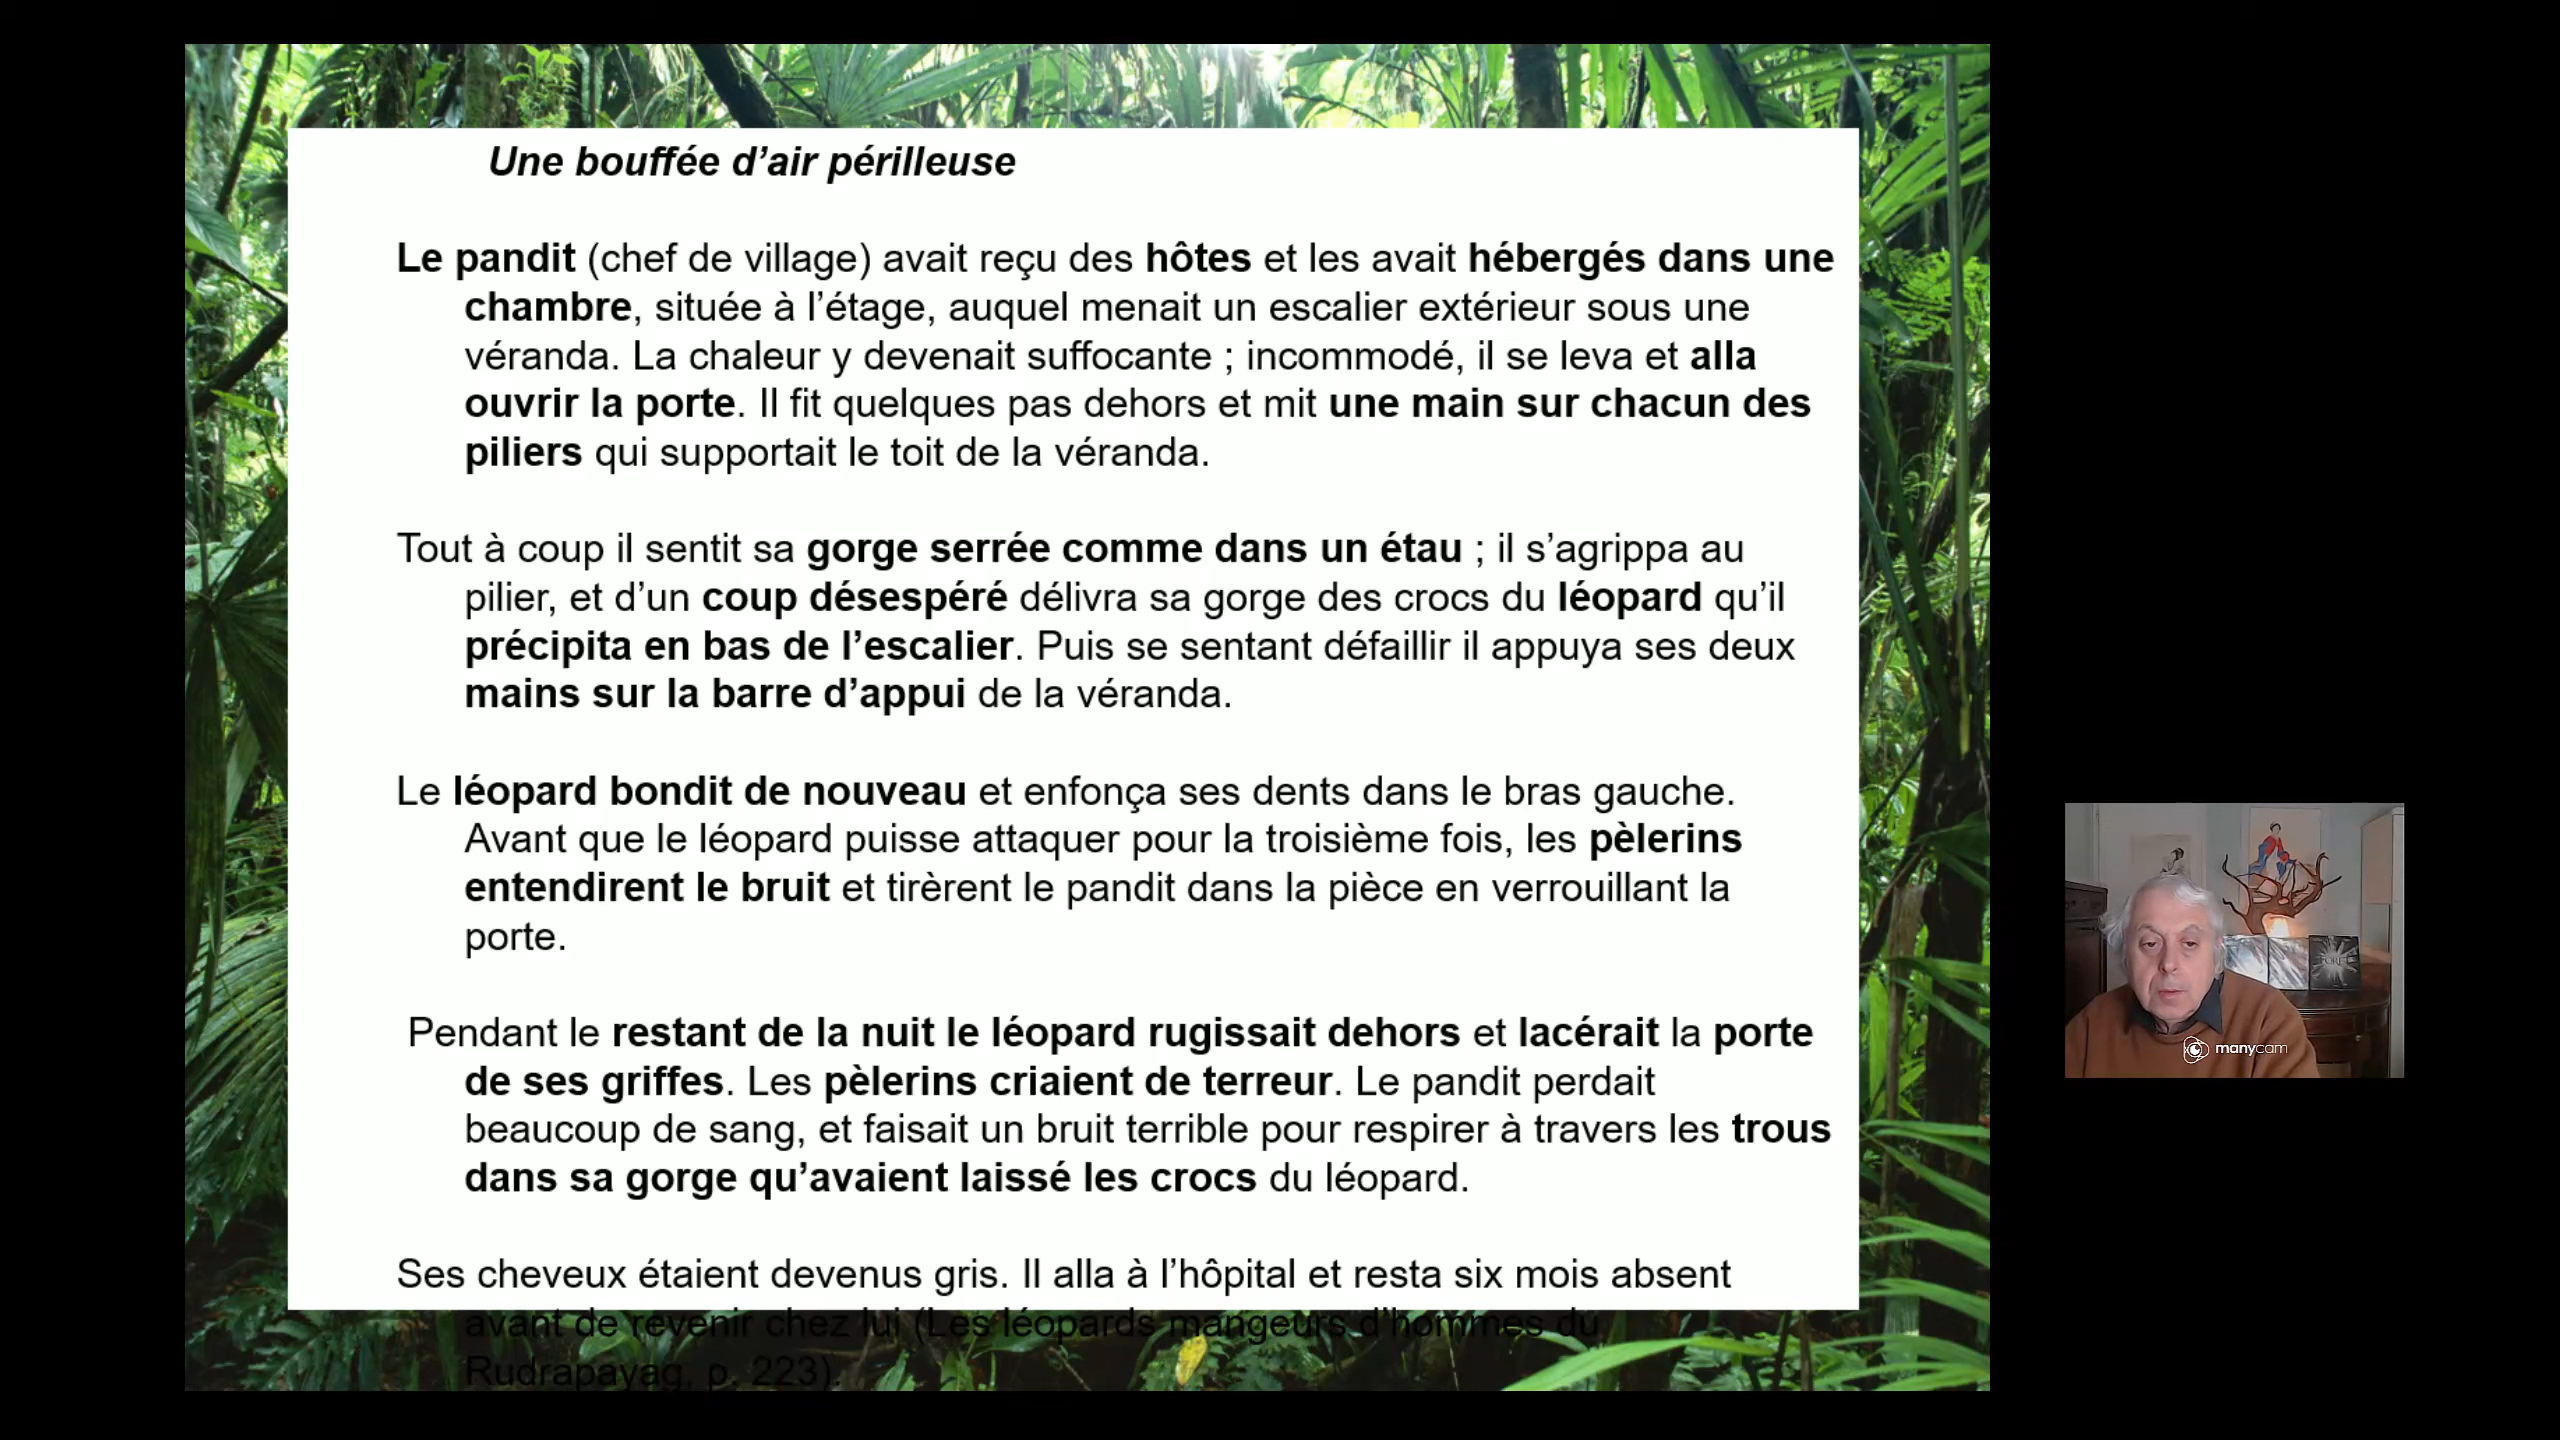 Une bouffée d’air périlleuse
Le pandit (chef de village) avait reçu des hôtes et les avait hébergés dans une
chambre, située à l’étage, auquel menait un escalier extérieur sous une
véranda. La chaleur y devenait suffocante ; incommodé, il se leva et alla
ouvrir la porte. Il fit quelques pas dehors et mit une main sur chacun des
piliers qui supportait le toit de la véranda.
Tout à coup il sentit sa gorge serrée comme dans un étau ; il s’agrippa au
pilier, et d’un coup désespéré délivra sa gorge des crocs du léopard qu’il
précipita en bas de l’escalier. Puis se sentant défaillir il appuya ses deux
mains sur la barre d’appui de la véranda.
Le léopard bondit de nouveau et enfonça ses dents dans le bras gauche.
Avant que le léopard puisse attaquer pour la troisième fois, les pèlerins
entendirent le bruit et tirèrent le pandit dans la pièce en verrouillant la
porte.
Pendant le restant de la nuit le léopard rugissait dehors et lacérait la porte
de ses griffes. Les pèlerins criaient de terreur. Le pandit perdait
beaucoup de sang, et faisait un bruit terrible pour respirer à travers les trous
dans sa gorge qu’avaient laissé les crocs du léopard.
Ses cheveux étaient devenus gris. Il alla à l’hôpital et resta six mois absent
avant de revenir chez lui (Les léopards mangeurs d’hommes du
Rudrapayag, p. 223).
manycam